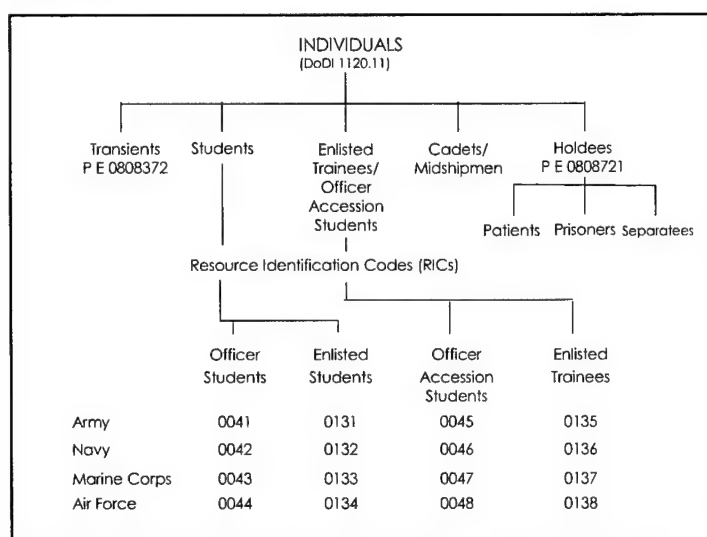 INDIVIDUALS
(DoDI 1120.11)
Transients
P E 0808372
Students
Enlisted
Trainees/
Officer
Accession
Students
Cadets/
Midshipmen
Holdees
P E 0808721
Patients Prisoners Separatees
Resource Identification Codes (RICs)
Officer
Students
Enlisted
Students
Officer
Accession
Students
Enlisted
Trainees
Army 0041 0131 0045 0135
Navy 0042 0132 0046 0136
Marine Corps 0043 0133 0047 0137
Air Force 0044 0134 0048 0138